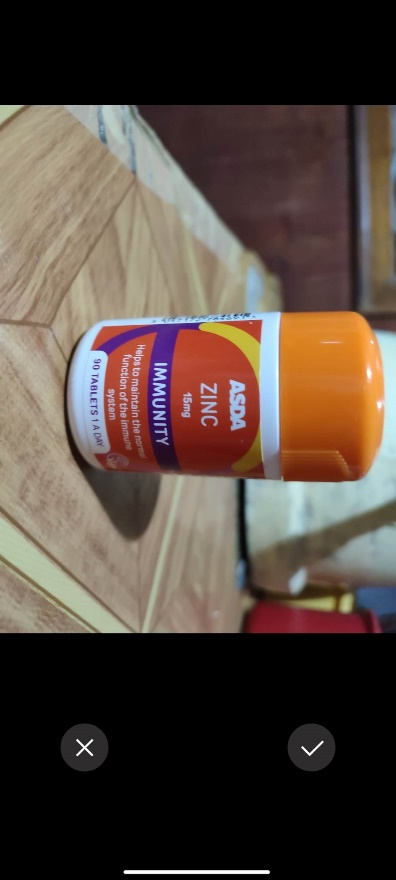 ASDA
ZINC
15mg
IMMUNITY
Helps to maintain the normal
function of the immune
system
90 TABLETS 1 A DAY